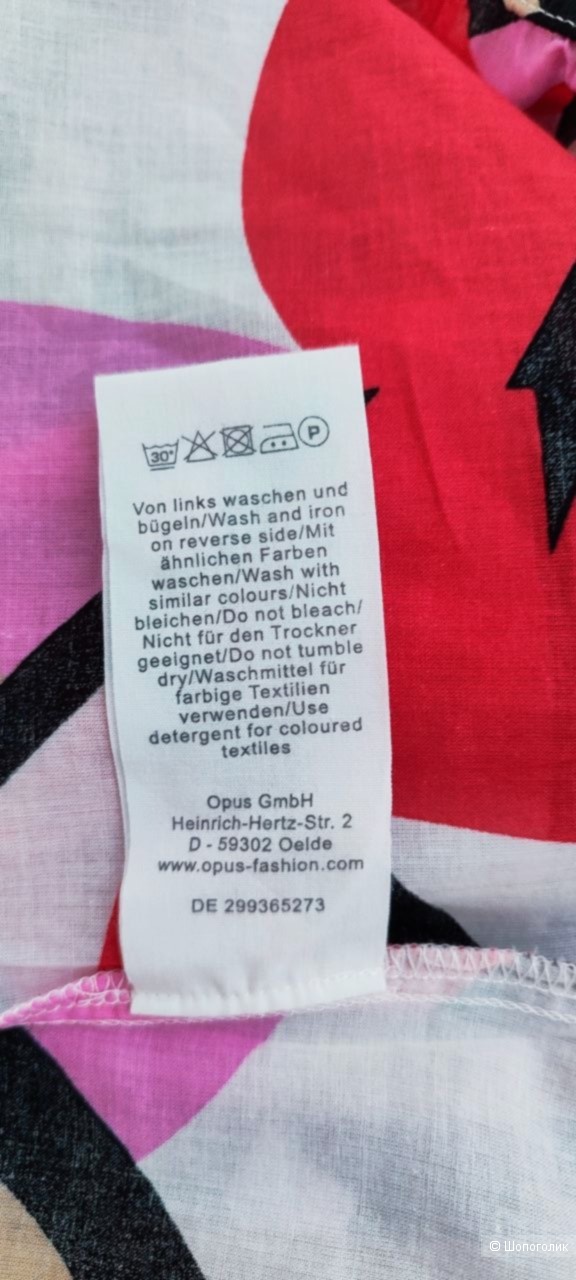 30°
P
Von links waschen und
bügeln/Wash and iron
on reverse side/Mit
ähnlichen Farben
waschen/Wash with
similar colours/Nicht
bleichen/Do not bleach/
Nicht für den Trockner
geeignet/Do not tumble
dry/Waschmittel für
farbige Textilien
verwenden/Use
detergent for coloured
textiles
Opus GmbH
Heinrich-Hertz-Str. 2
D - 59302 Oelde
www.opus-fashion.com
DE 299365273
© Шопоголик